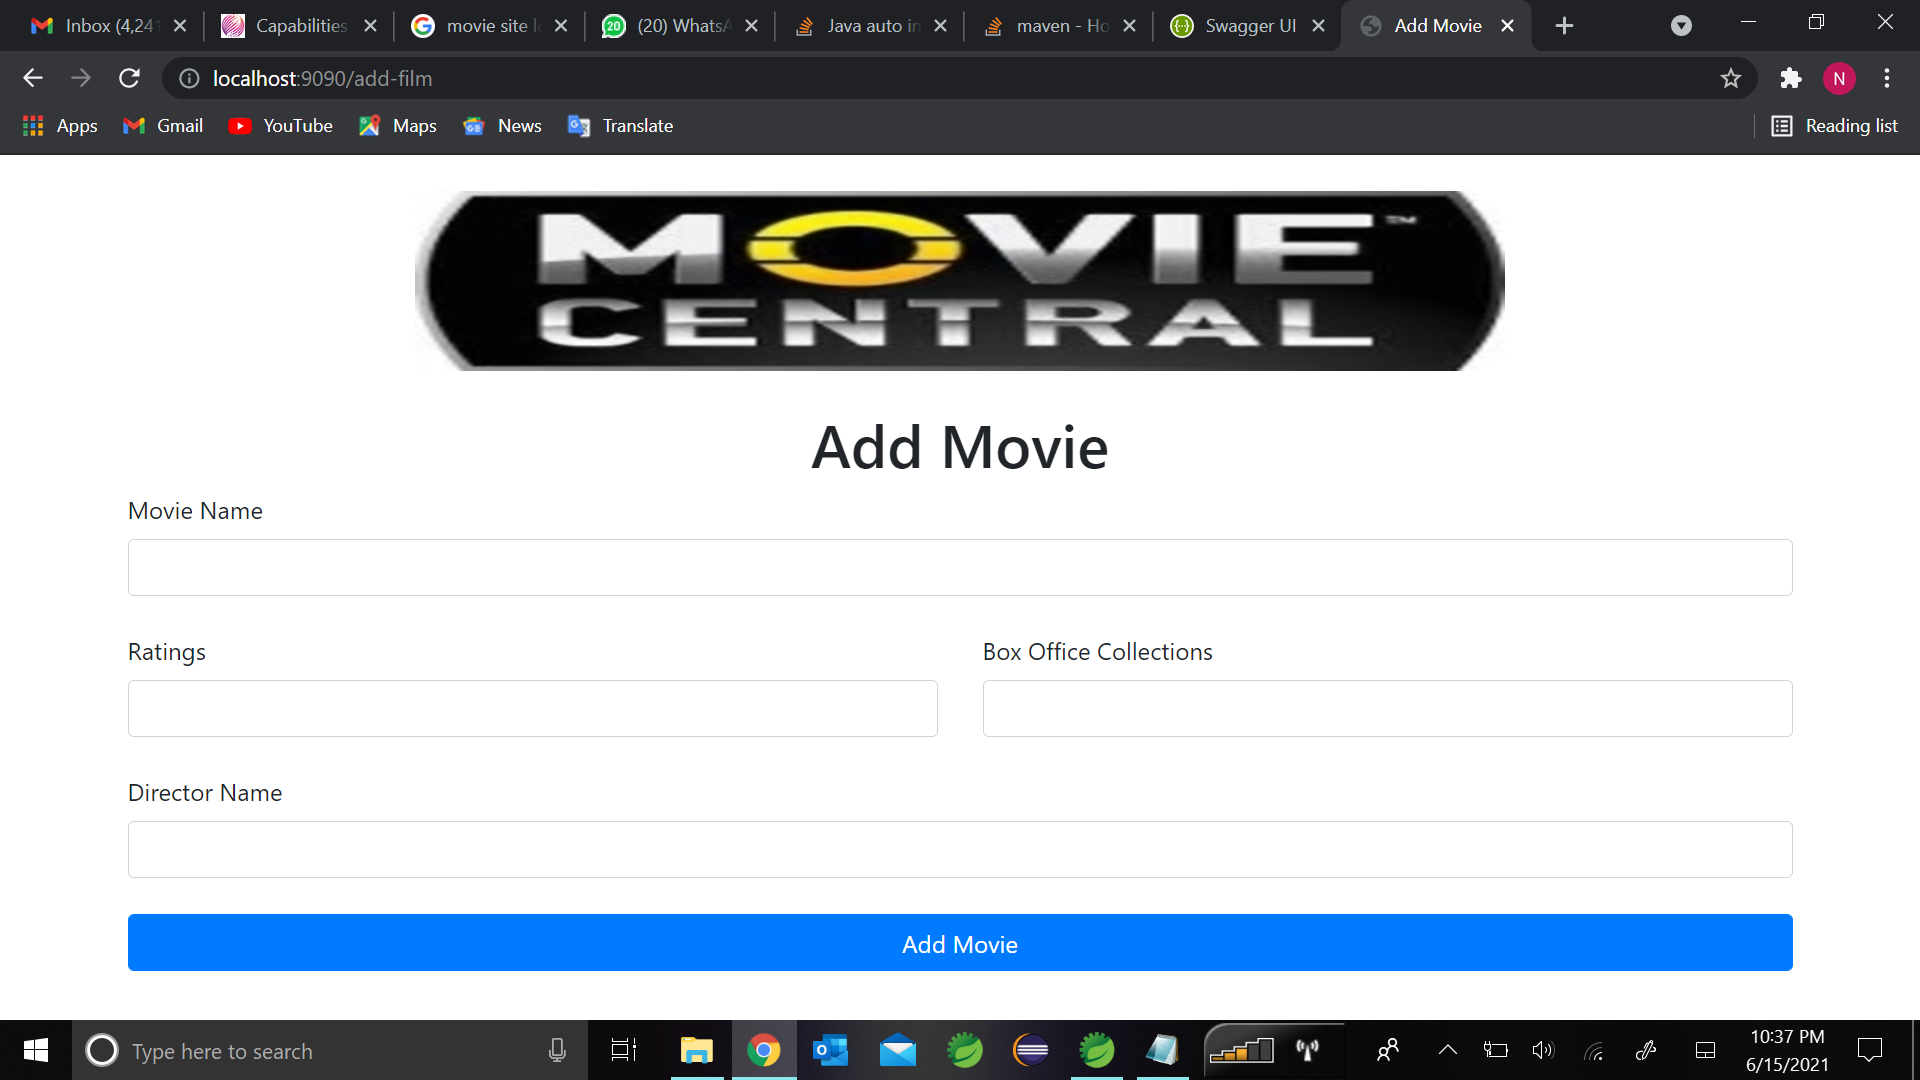 Inbox (4,241
Capabilities
movie site l
(20) WhatsA
Java auto in
maven - Ho
Swagger UI
Add Movie
localhost:9090/add-film
N
Apps
Gmail
YouTube
Maps
News
Translate
Reading list
MOVIE™
CENTRAL
Add Movie
Movie Name
Ratings
Box Office Collections
Director Name
Add Movie
Type here to search
10:37 PM
6/15/2021